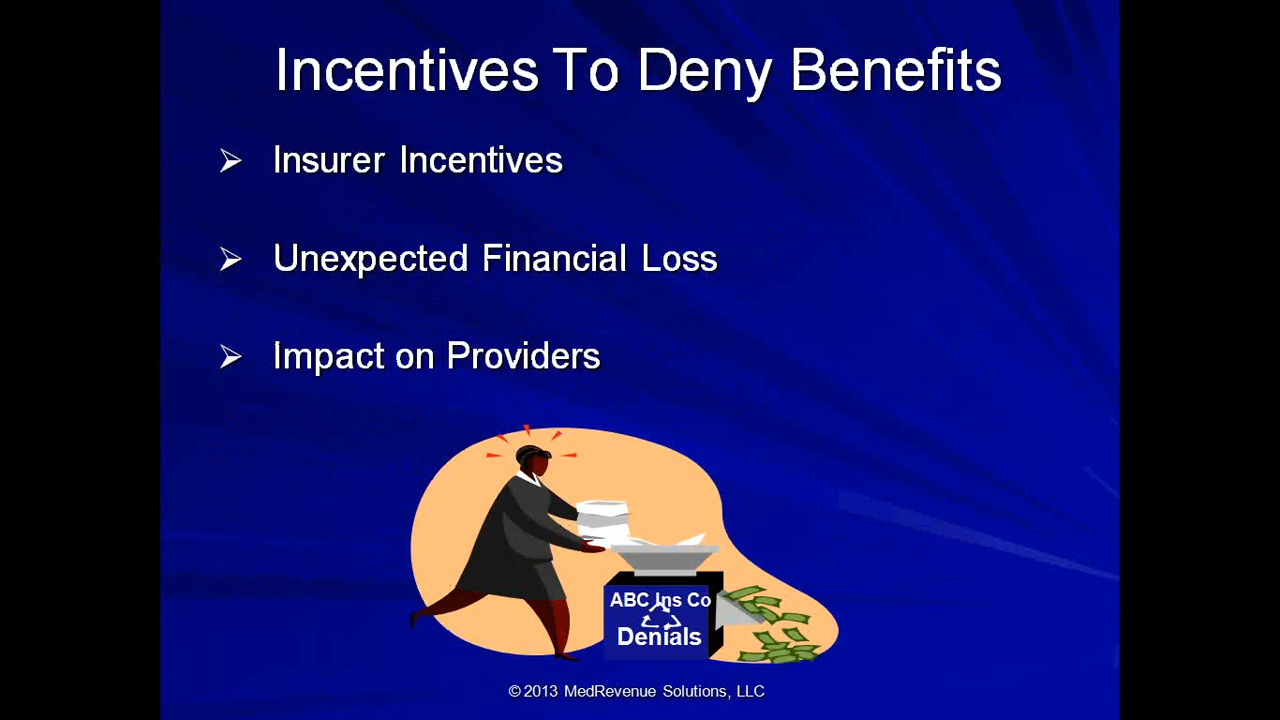 Incentives To Deny Benefits
Insurer Incentives
Unexpected Financial Loss
Impact on Providers
ABC Ins Co
Denials
© 2013 MedRevenue Solutions, LLC